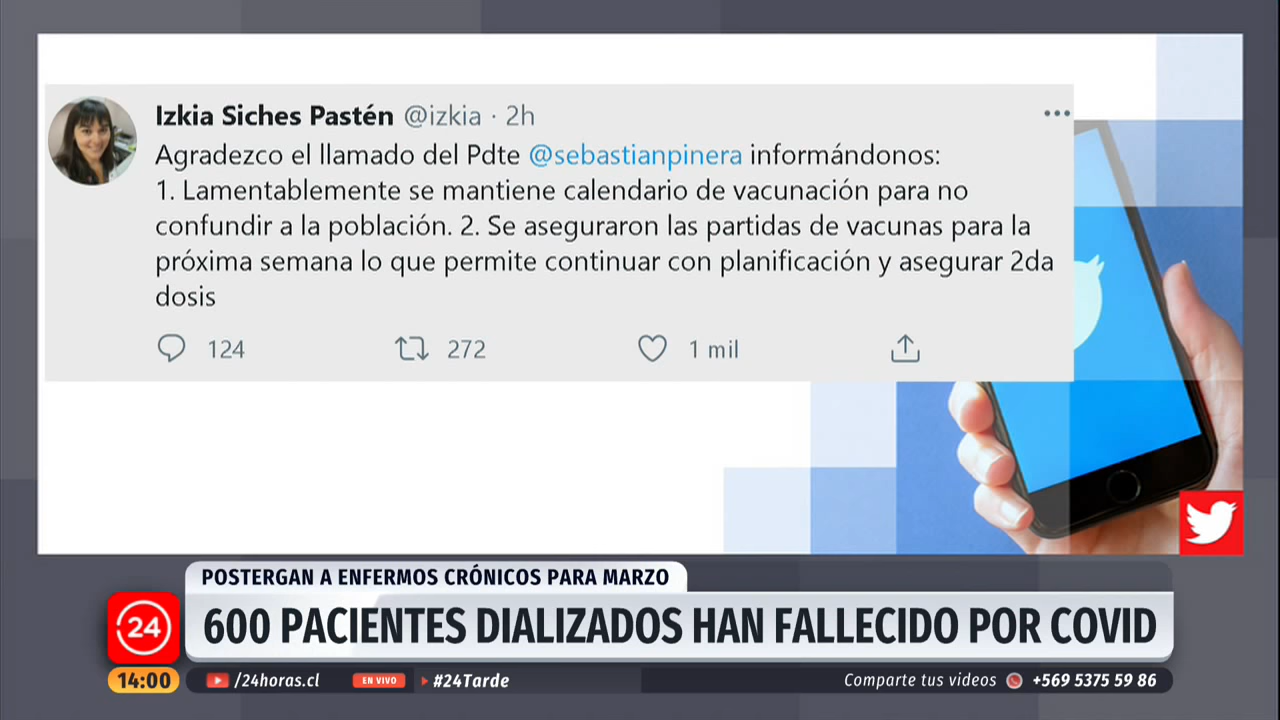 Izkia Siches Pastén @izkia · 2h
Agradezco el llamado del Pdte @sebastianpinera informándonos:
1. Lamentablemente se mantiene calendario de vacunación para no
confundir a la población. 2. Se aseguraron las partidas de vacunas para la
próxima semana lo que permite continuar con planificación y asegurar 2da
dosis
124 272 1 mil
POSTERGAN A ENFERMOS CRÓNICOS PARA MARZO
24
600 PACIENTES DIALIZADOS HAN FALLECIDO POR COVID
14:00 /24horas.cl EN VIVO #24Tarde Comparte tus videos +569 5375 59 86